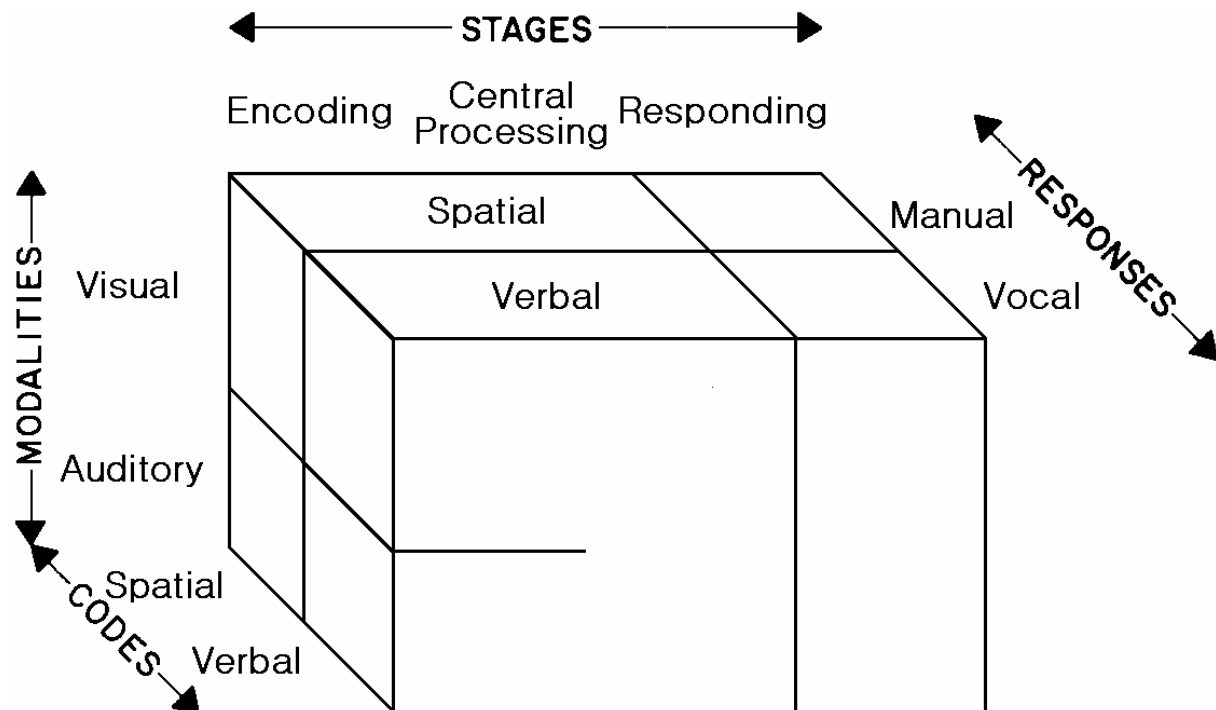 STAGES
Encoding
Central
Processing
Responding
RESPONSES
MODALITIES
Visual
Auditory
Spatial
Verbal
Manual
Vocal
CODES
Spatial
Verbal